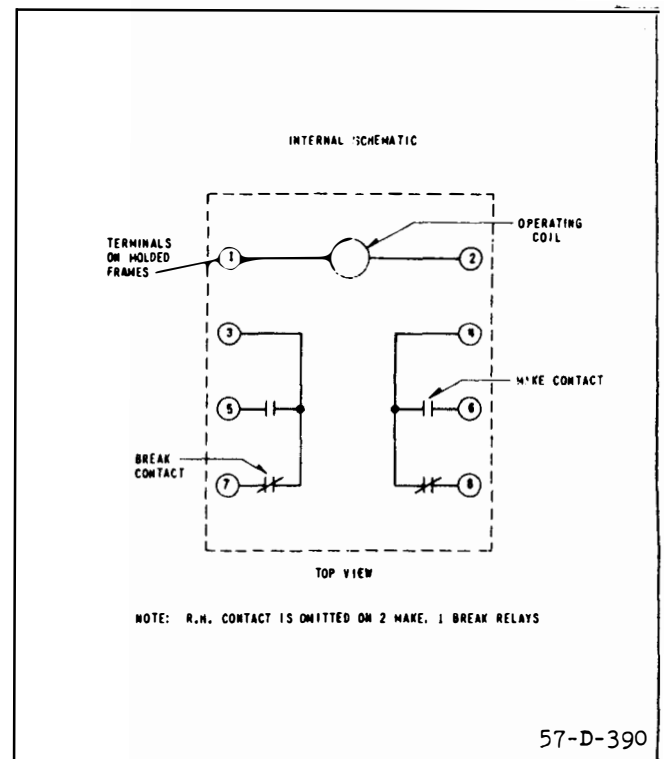 INTERNAL SCHEMATIC
OPERATING
COIL
TERMINALS
ON MOLDED
FRAMES
1
2
3
4
MAKE CONTACT
5
6
BREAK
CONTACT
7
8
TOP VIEW
NOTE: R.H. CONTACT IS OMITTED ON 2 MAKE, 1 BREAK RELAYS
57-D-390